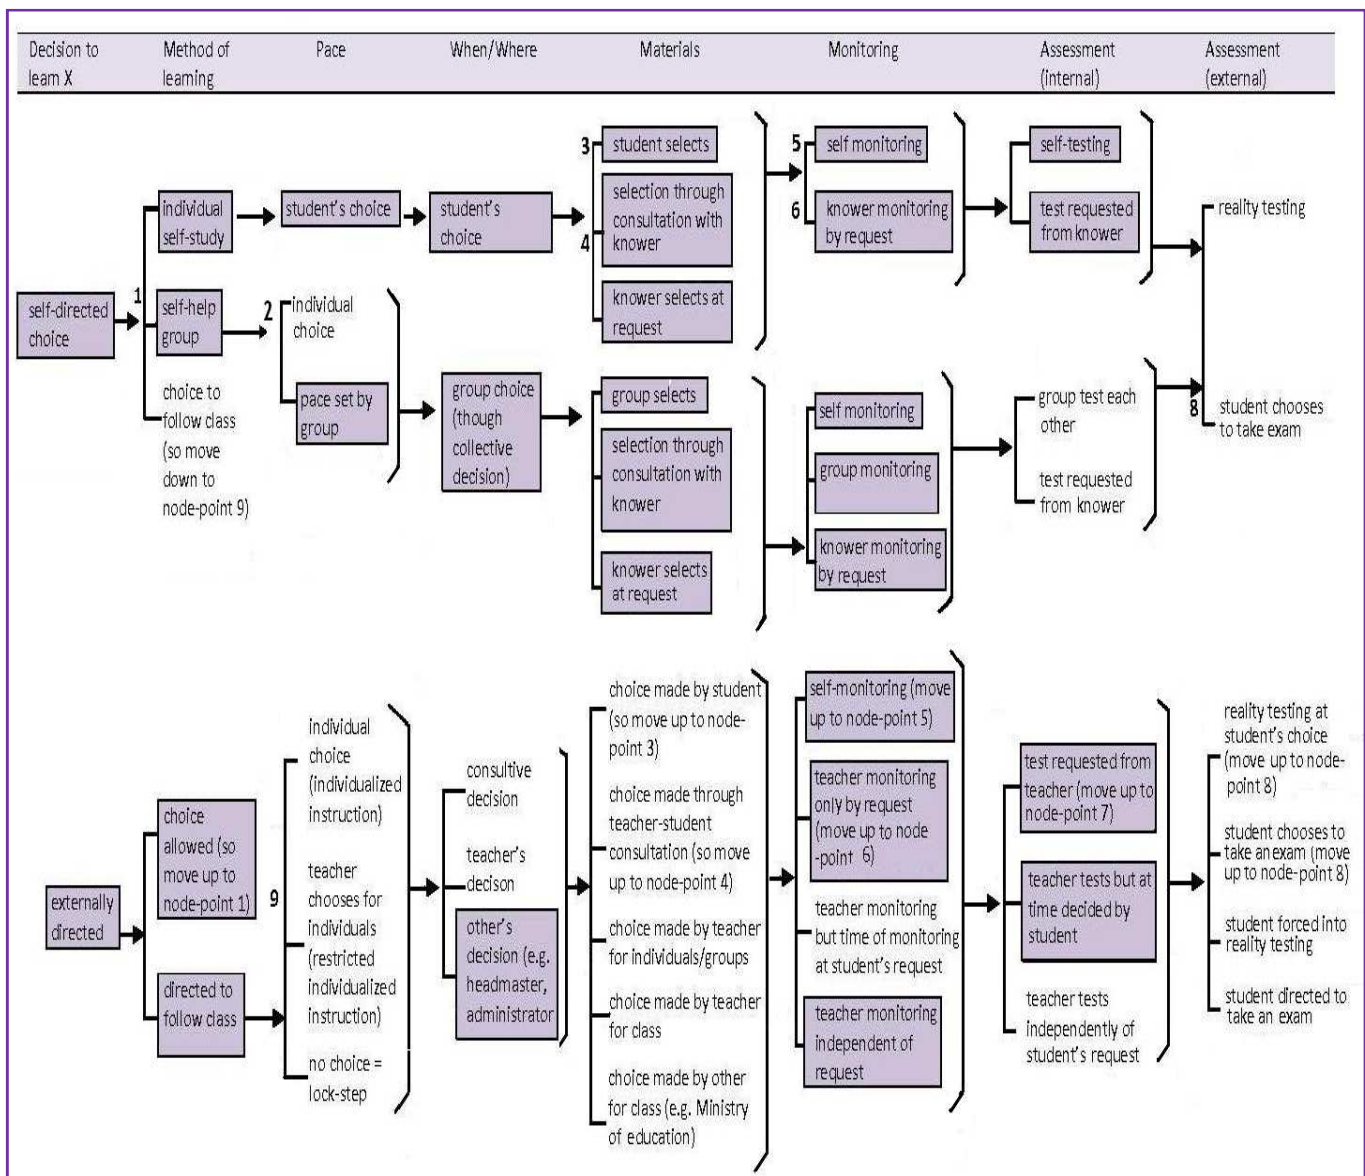 Decision to
learn X
Method of
learning
Pace
When/Where
Materials
Monitoring
Assessment
(internal)
Assessment
(external)
self-directed
choice
1
individual
self-study
self-help
group
choice to
follow class
(so move
down to
node-point 9)
student's choice
2
individual
choice
pace set by
group
student's
choice
group choice
(though
collective
decision)
3
student selects
4
selection through
consultation with
knower
knower selects at
request
group selects
selection through
consultation with
knower
knower selects
at request
5
self monitoring
6
knower monitoring
by request
self monitoring
group monitoring
knower monitoring
by request
self-testing
test requested
from knower
group test each
other
test requested
from knower
reality testing
8
student chooses
to take exam
externally
directed
choice
allowed (so
move up to
node-point 1)
directed to
follow class
9
individual
choice
(individualized
instruction)
teacher
chooses for
individuals
(restricted
individualized
instruction)
no choice =
lock-step
consultive
decision
teacher's
decison
other's
decision (e.g.
headmaster,
administrator
choice made by student
(so move up to node-
point 3)
choice made through
teacher-student
consultation (so move
up to node-point 4)
choice made by teacher
for individuals/groups
choice made by teacher
for class
choice made by other
for class (e.g. Ministry
of education)
self-monitoring (move
up to node-point 5)
teacher monitoring
only by request
(move up to node
-point 6)
teacher monitoring
but time of monitoring
at student's request
teacher monitoring
independent of
request
test requested from
teacher (move up to
node-point 7)
teacher tests but at
time decided by
student
teacher tests
independently of
student's request
reality testing at
student's choice
(move up to node-
point 8)
student chooses to
take an exam (move
up to node-point 8)
student forced into
reality testing
student directed to
take an exam